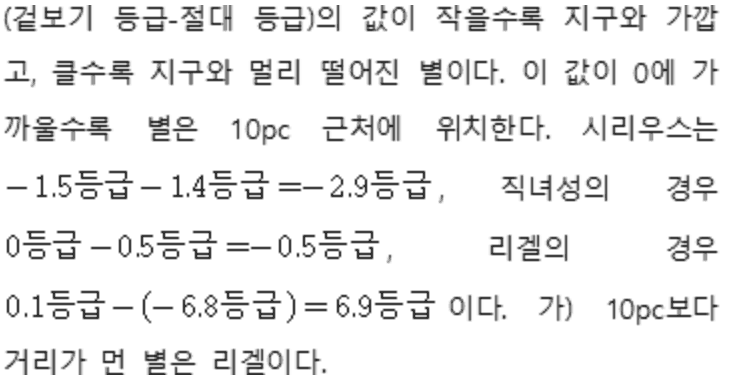 (겉보기 등급-절대 등급)의 값이 작을수록 지구와 가깝
고, 클수록 지구와 멀리 떨어진 별이다. 이 값이 0에 가
까울수록 별은 10pc 근처에 위치한다. 시리우스는
-1.5등급-1.4등급=-2.9등급, 직녀성의 경우
0등급-0.5등급=-0.5등급, 리겔의 경우
0.1등급-(-6.8등급)=6.9등급 이다. 가) 10pc보다
거리가 먼 별은 리겔이다.